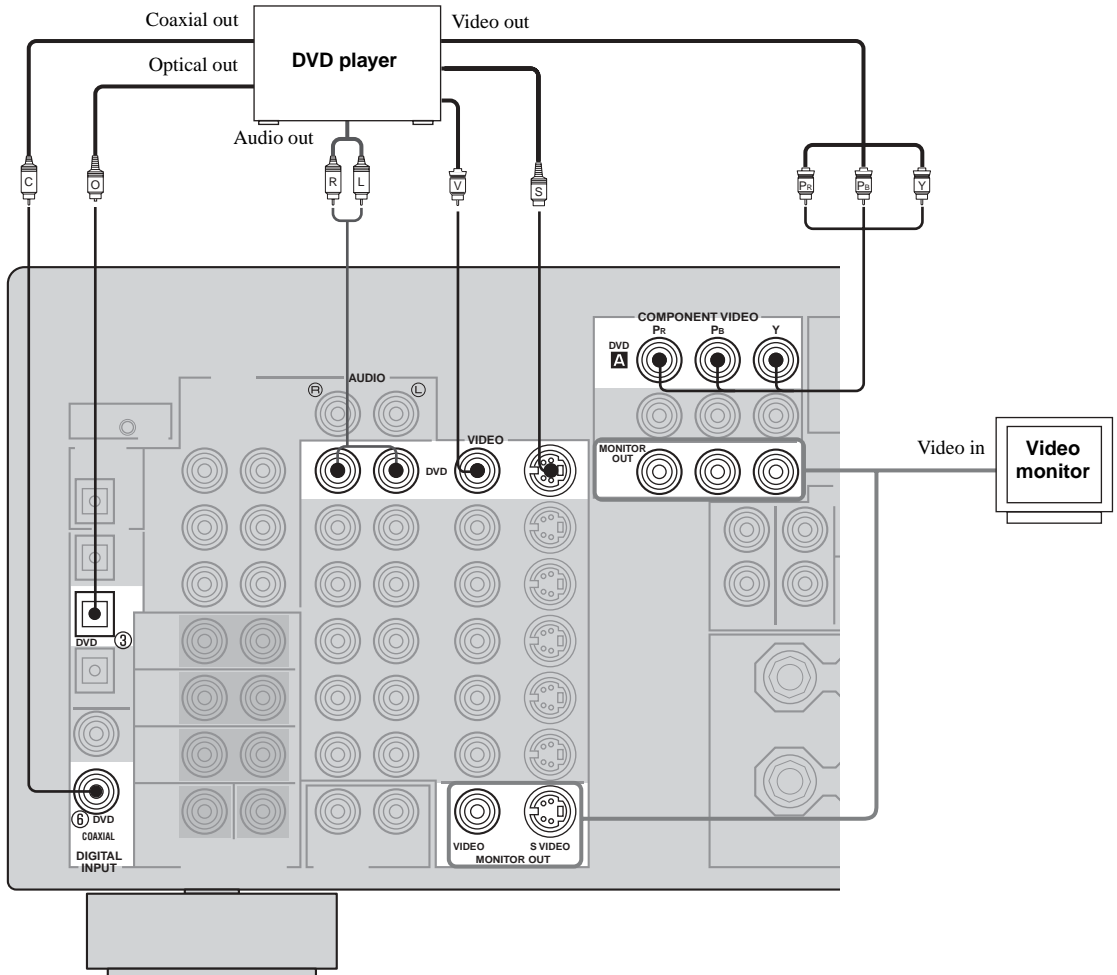 Coaxial out
Video out
DVD player
Optical out
Audio out
C
O
R
L
V
S
PR
PB
Y
COMPONENT VIDEO
PR
PB
Y
DVD
A
AUDIO
R
L
VIDEO
DVD
MONITOR
OUT
Video in
Video
monitor
DVD
③
⑥ DVD
COAXIAL
DIGITAL
INPUT
VIDEO
S VIDEO
MONITOR OUT